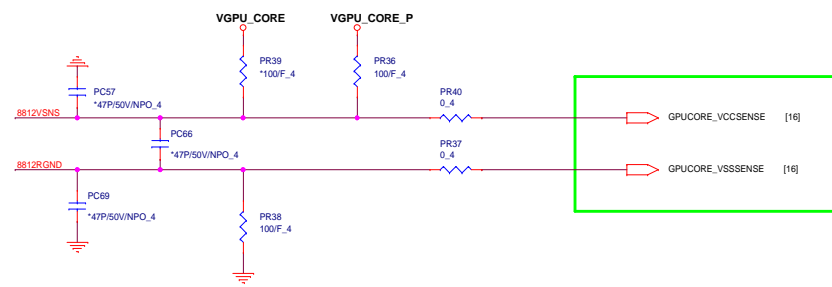 VGPU_CORE VGPU_CORE_P
PR39
*100/F_4
PR36
100/F_4
PC57
*47P/50V/NPO_4
PR40
0_4
8812VSNS
GPUCORE_VCCSENSE [16]
PC66
*47P/50V/NPO_4
PR37
0_4
8812RGND
GPUCORE_VSSSENSE [16]
PC69
*47P/50V/NPO_4
PR38
100/F_4